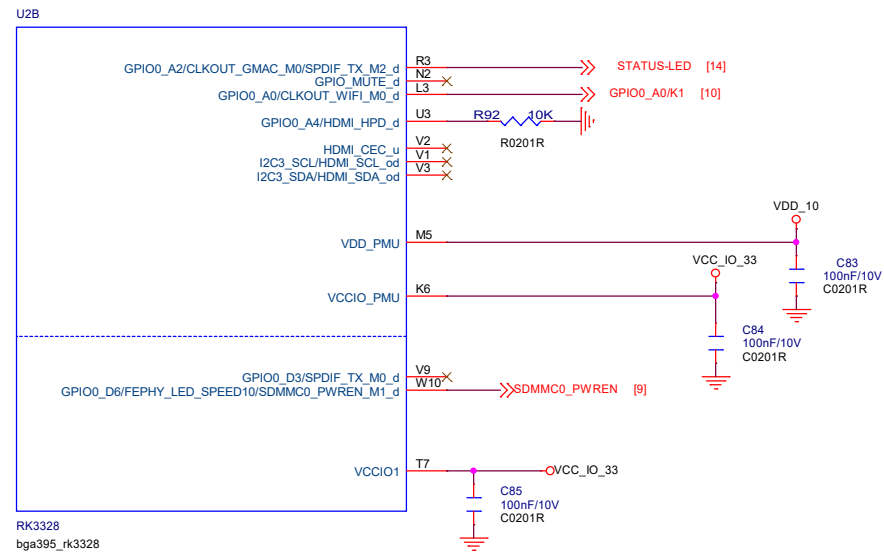 U2B
GPIO0_A2/CLKOUT_GMAC_M0/SPDIF_TX_M2_d R3 STATUS-LED [14]
GPIO_MUTE_d N2
GPIO0_A0/CLKOUT_WIFI_M0_d L3 GPIO0_A0/K1 [10]
GPIO0_A4/HDMI_HPD_d U3 R92 10K
R0201R
HDMI_CEC_u V2
I2C3_SCL/HDMI_SCL_od V1
I2C3_SDA/HDMI_SDA_od V3
VDD_10
VDD_PMU M5
C83
100nF/10V
C0201R
VCC_IO_33
VCCIO_PMU K6
C84
100nF/10V
C0201R
GPIO0_D3/SPDIF_TX_M0_d V9
GPIO0_D6/FEPHY_LED_SPEED10/SDMMC0_PWREN_M1_d W10 SDMMC0_PWREN [9]
VCCIO1 T7 VCC_IO_33
C85
100nF/10V
C0201R
RK3328
bga395_rk3328